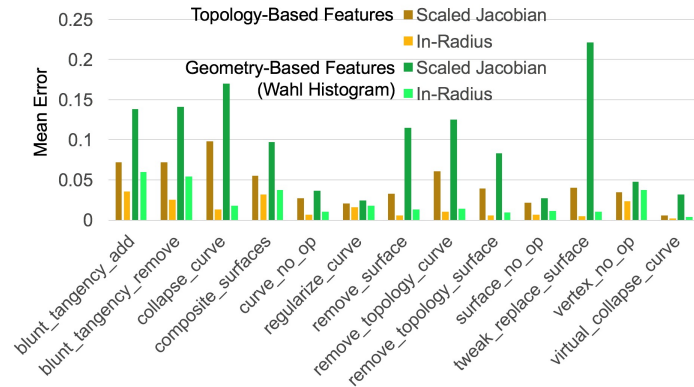 Topology-Based Features Scaled Jacobian
In-Radius
Geometry-Based Features Scaled Jacobian
(Wahl Histogram) In-Radius
Mean Error
0.25
0.2
0.15
0.1
0.05
0
blunt_tangency_add
blunt_tangency_remove
collapse_curve
composite_surfaces
curve_no_op
regularize_curve
remove_surface
remove_topology_curve
remove_topology_surface
surface_no_op
tweak_replace_surface
vertex_no_op
virtual_collapse_curve